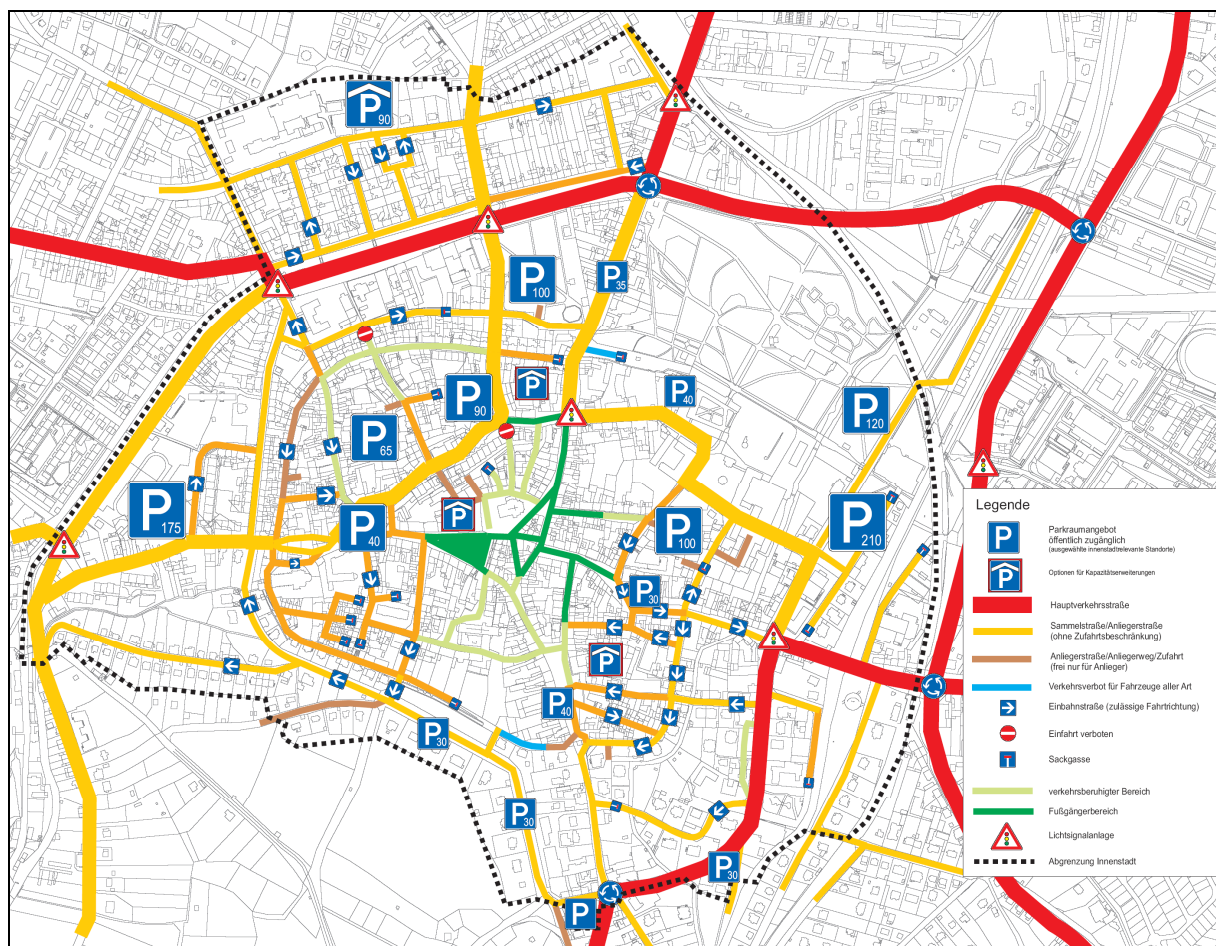 P 90
P 100
P 35
P 90
P
P 40
P 65
P 120
P 175
P 40
P
P 100
P 210
P 30
P
P 40
P 30
P 30
P 30
P
Legende
P
Parkraumangebot
öffentlich zugänglich
(ausgewählte innenstadtrelevante Standorte)
P
Optionen für Kapazitätserweiterungen
Hauptverkehrsstraße
Sammelstraße/Anliegerstraße
(ohne Zufahrtsbeschränkung)
Anliegerstraße/Anliegerweg/Zufahrt
(frei nur für Anlieger)
Verkehrsverbot für Fahrzeuge aller Art
Einbahnstraße (zulässige Fahrtrichtung)
Einfahrt verboten
Sackgasse
verkehrsberuhigter Bereich
Fußgängerbereich
Lichtsignalanlage
Abgrenzung Innenstadt